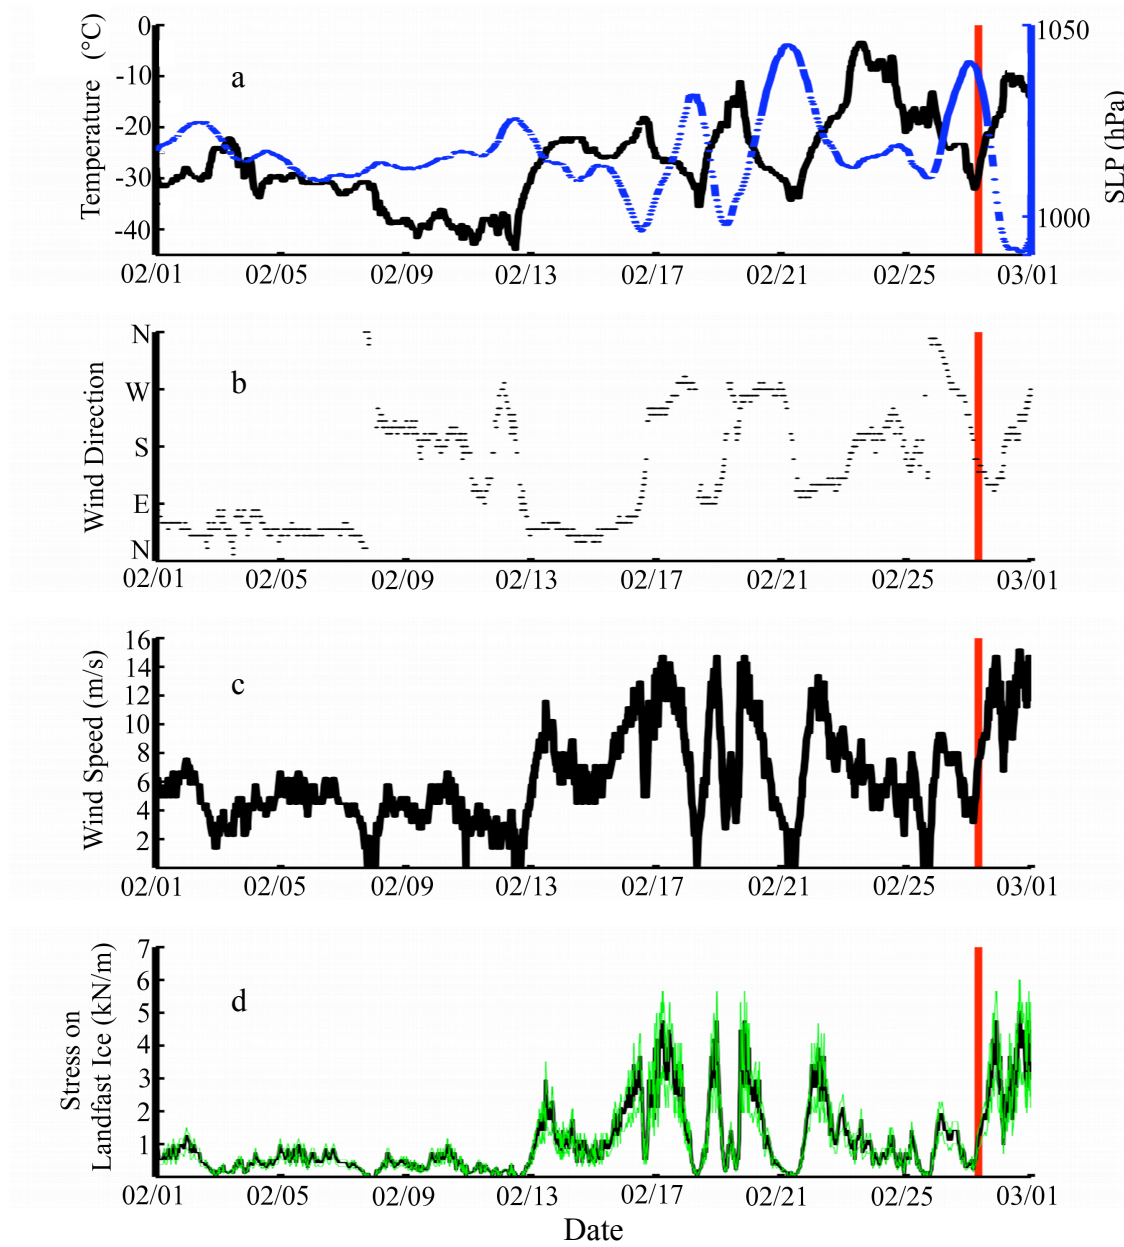 Temperature (°C)
0
-10
-20
-30
-40
a
1050
1000
SLP (hPa)
02/01 02/05 02/09 02/13 02/17 02/21 02/25 03/01
Wind Direction
N
W
S
E
N
b
02/01 02/05 02/09 02/13 02/17 02/21 02/25 03/01
Wind Speed (m/s)
16
14
12
10
8
6
4
2
c
02/01 02/05 02/09 02/13 02/17 02/21 02/25 03/01
Stress on
Landfast Ice (kN/m)
7
6
5
4
3
2
1
d
02/01 02/05 02/09 02/13 02/17 02/21 02/25 03/01
Date